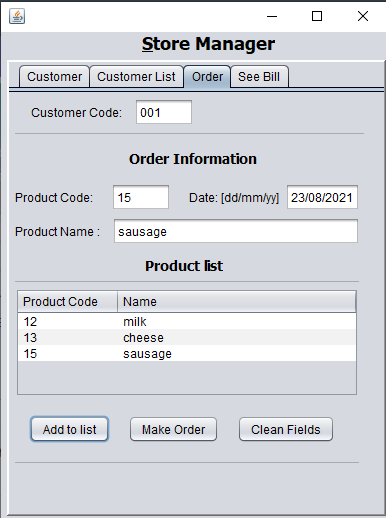 Store Manager
Customer Customer List Order See Bill
Customer Code: 001
Order Information
Product Code: 15 Date: [dd/mm/yy] 23/08/2021
Product Name : sausage
Product list
Product Code Name
12 milk
13 cheese
15 sausage
Add to list Make Order Clean Fields